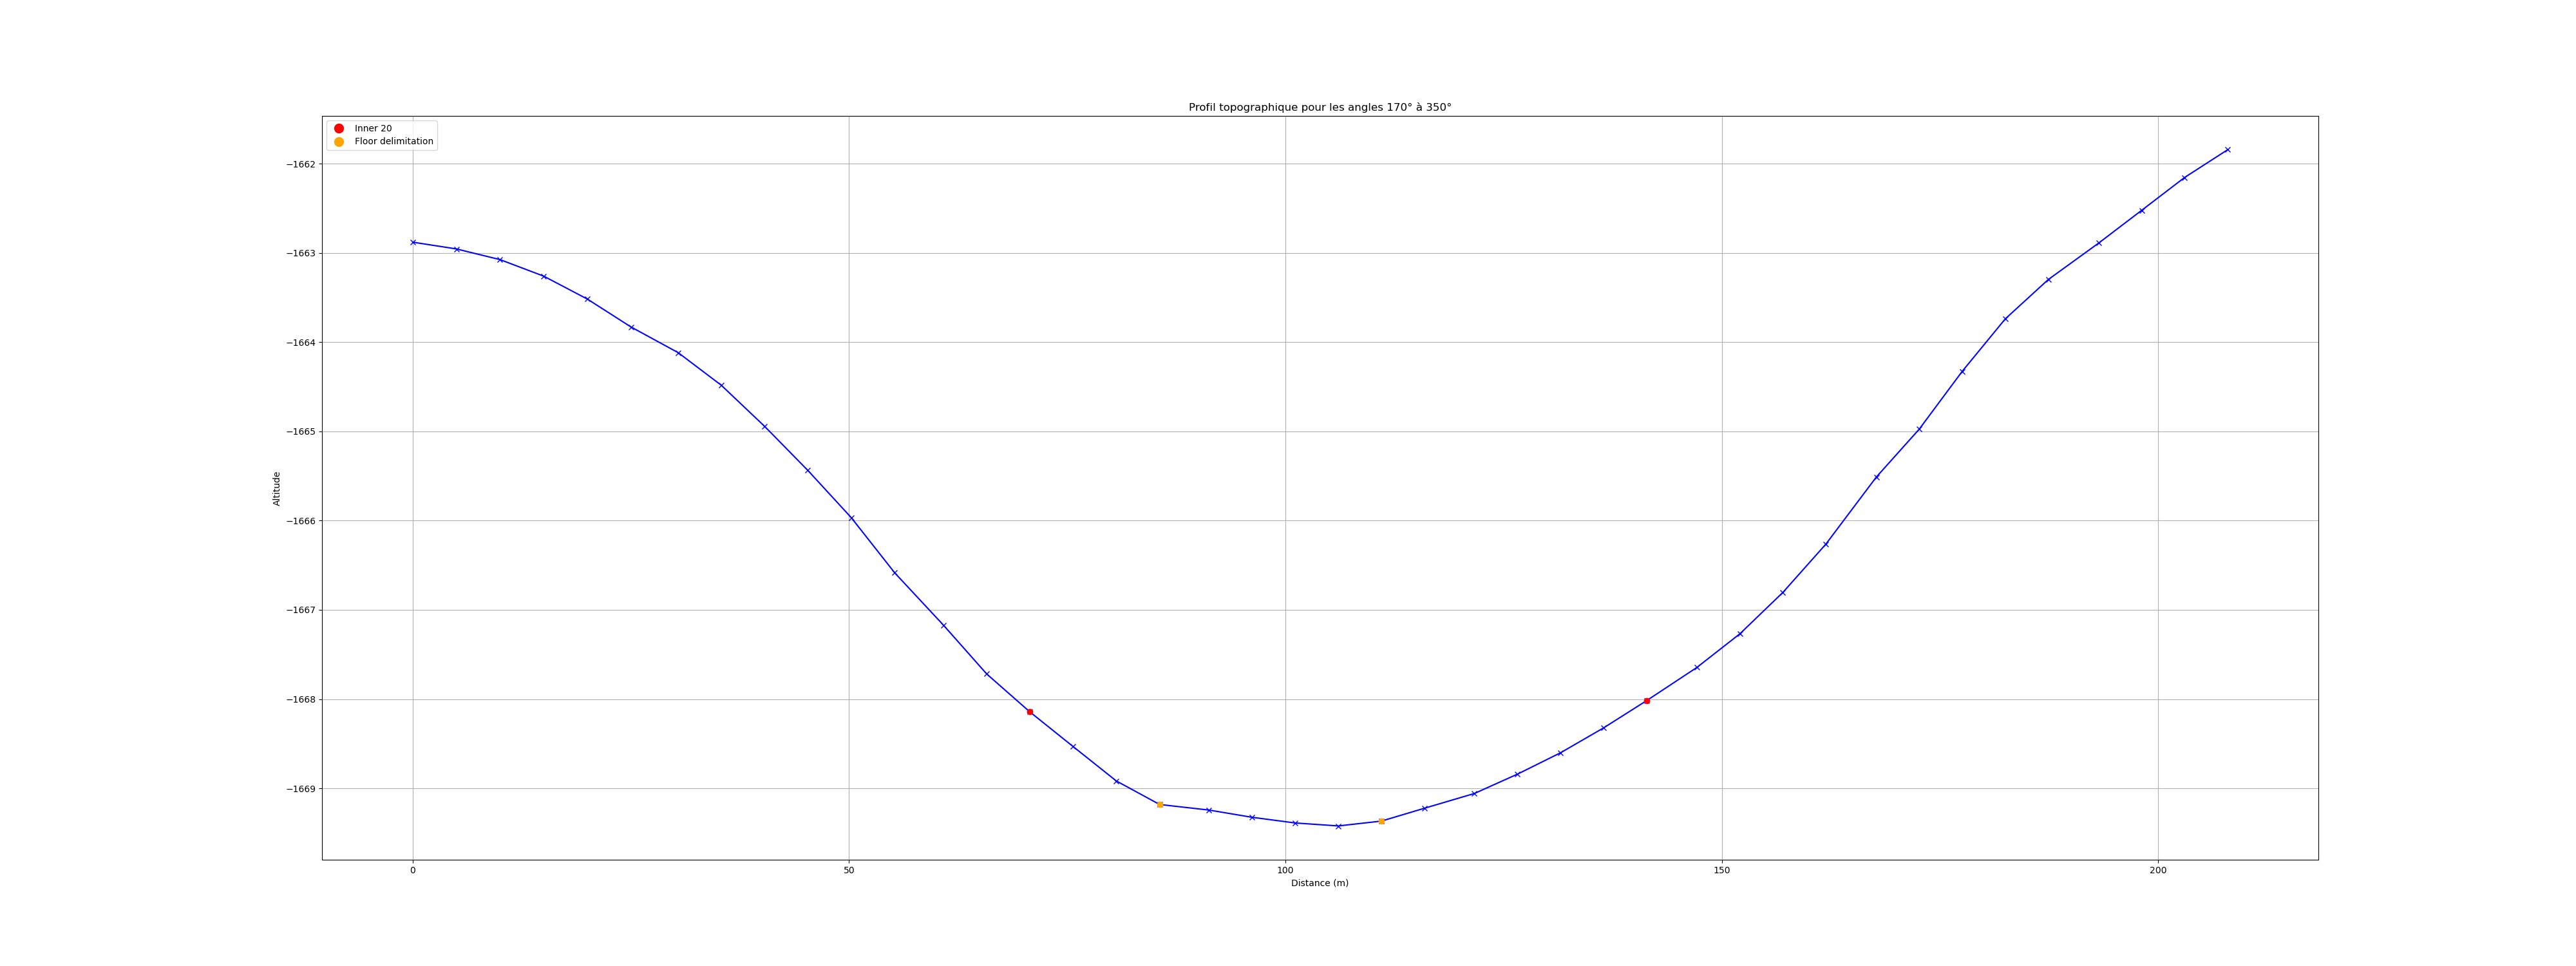 Profil topographique pour les angles 170° à 350°
Inner 20
Floor delimitation
−1662
−1663
−1664
−1665
−1666
−1667
−1668
−1669
Altitude
0 50 100 150 200
Distance (m)